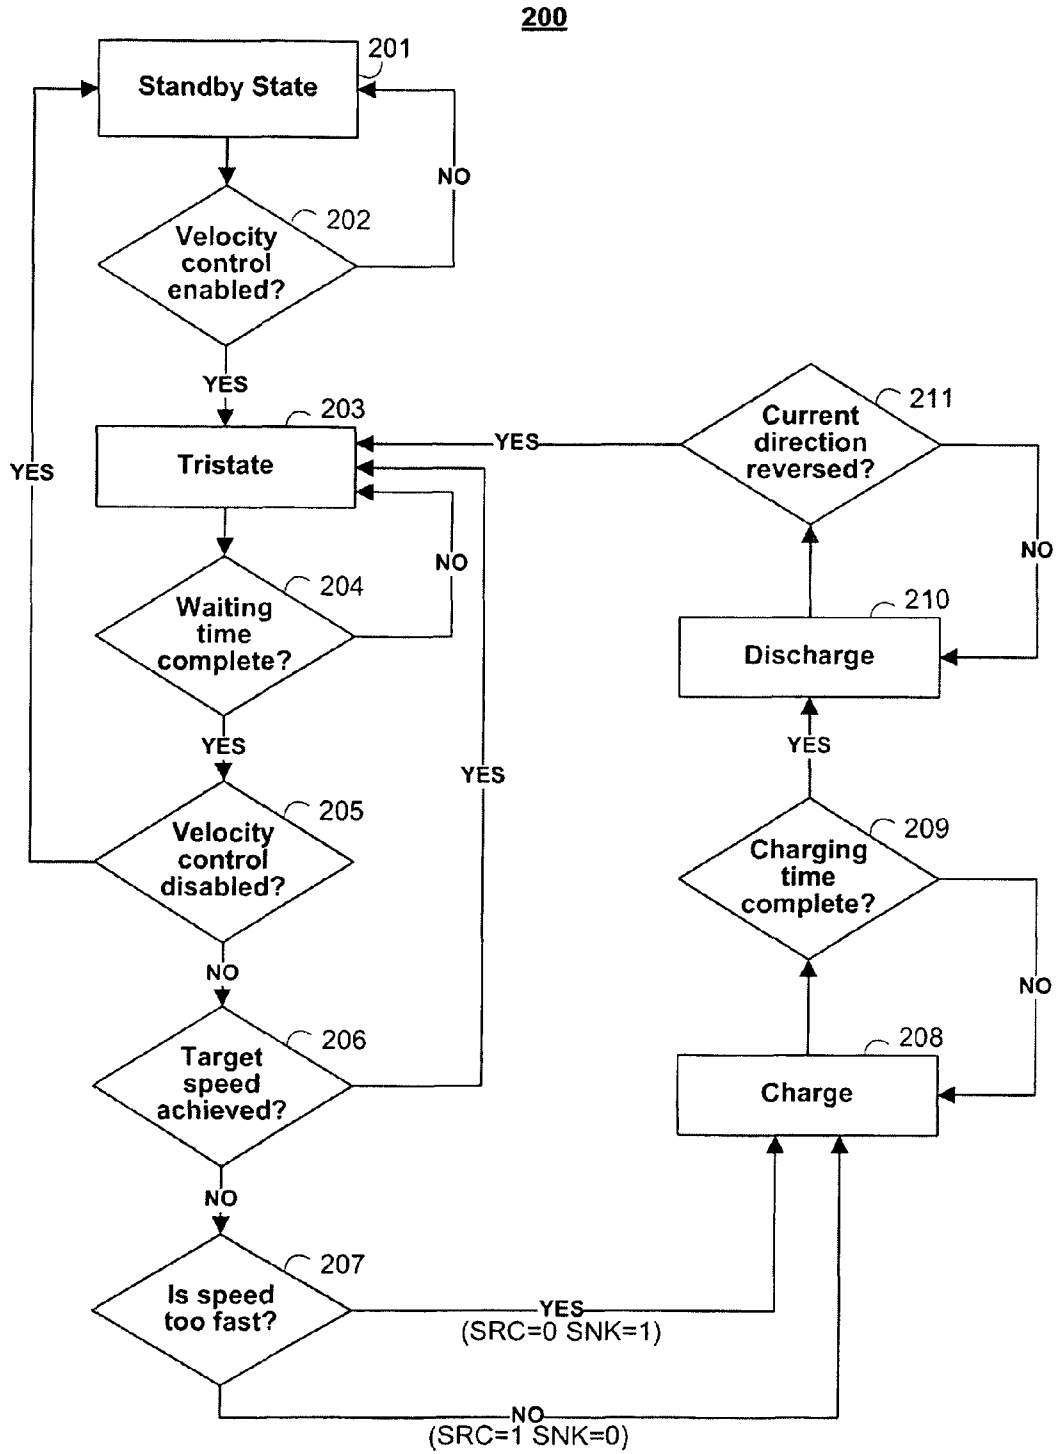 200
201
Standby State
NO
202
Velocity
control
enabled?
YES
203
Tristate
YES
NO
204
Waiting
time
complete?
YES
YES
205
Velocity
control
disabled?
NO
YES
206
Target
speed
achieved?
NO
207
Is speed
too fast?
YES
(SRC=0 SNK=1)
NO
(SRC=1 SNK=0)
211
Current
direction
reversed?
YES
NO
210
Discharge
YES
209
Charging
time
complete?
NO
208
Charge